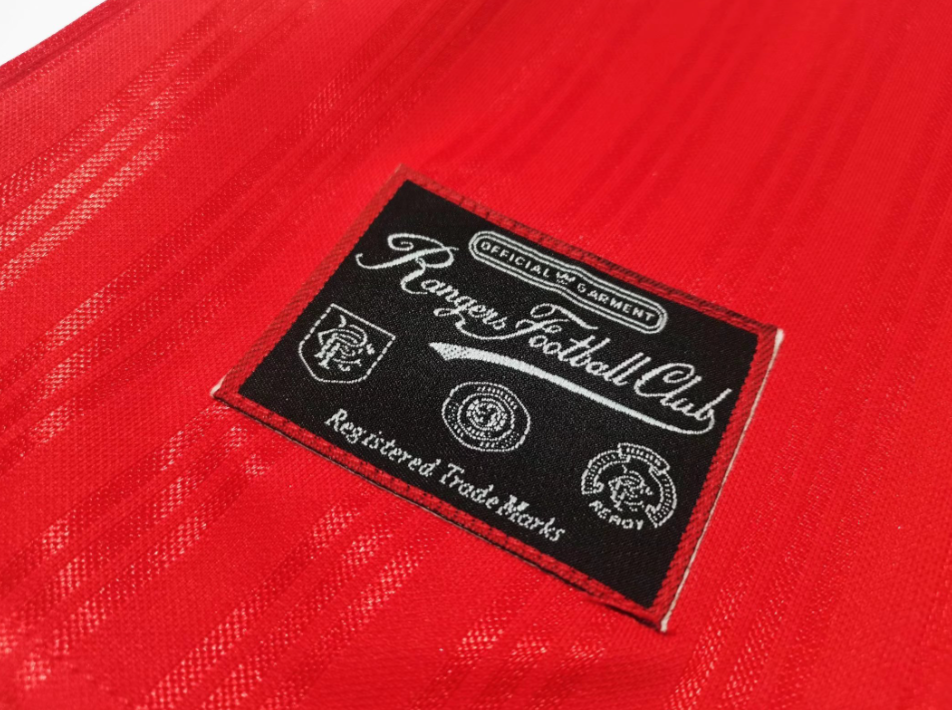 OFFICIAL GARMENT
Rangers Football Club
READY
Registered Trade Marks